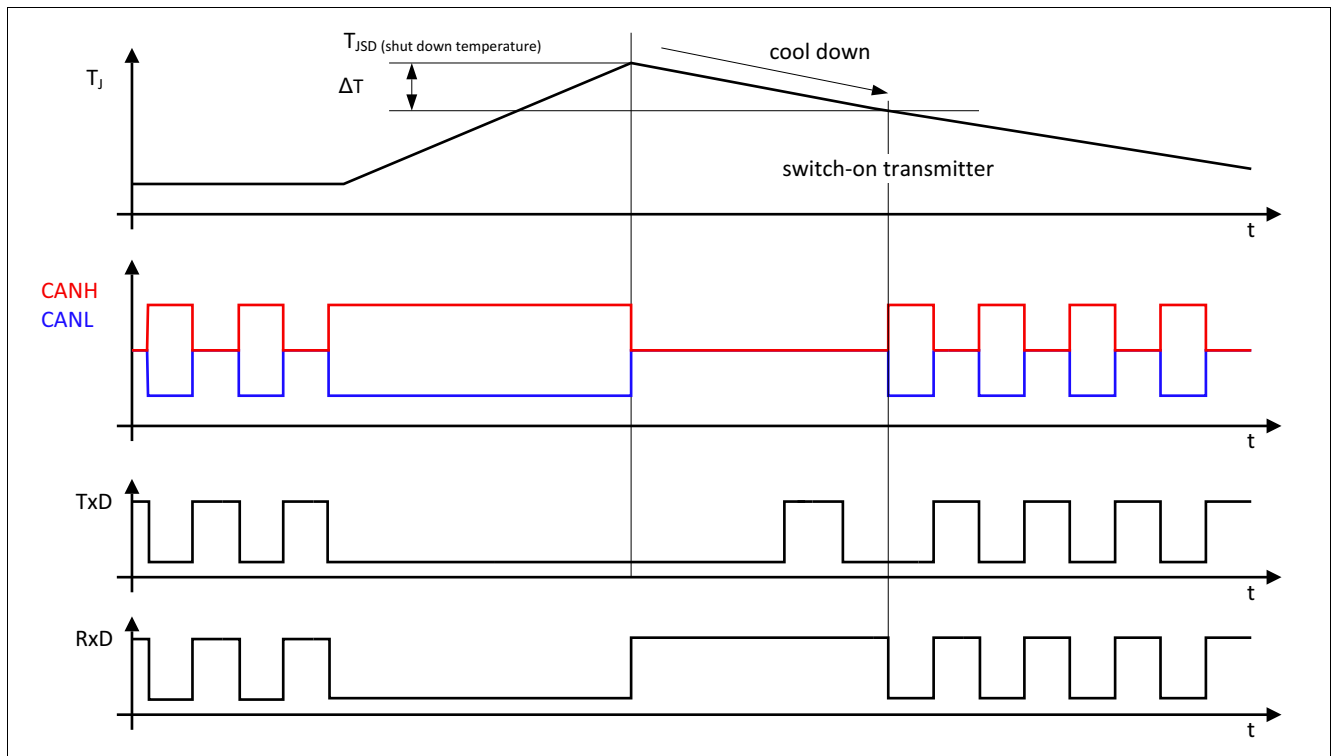 T_JSD (shut down temperature)
cool down
T_J
ΔT
switch-on transmitter
t
CANH
CANL
t
TxD
t
RxD
t